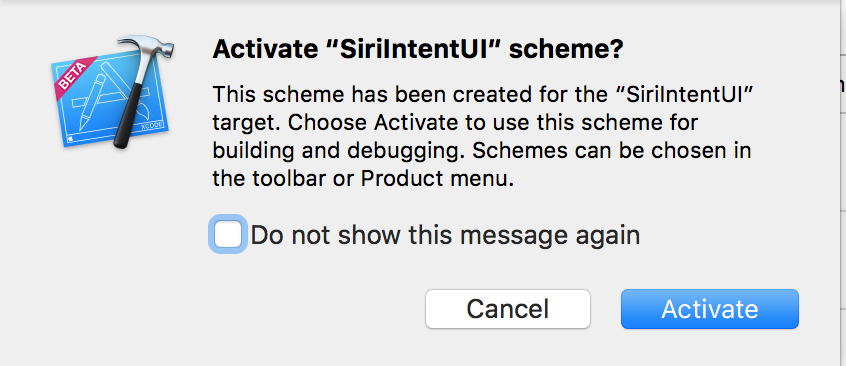 Activate “SiriIntentUI” scheme?
This scheme has been created for the “SiriIntentUI”
target. Choose Activate to use this scheme for
building and debugging. Schemes can be chosen in
the toolbar or Product menu.
Do not show this message again
Cancel
Activate
BETA
XCODE